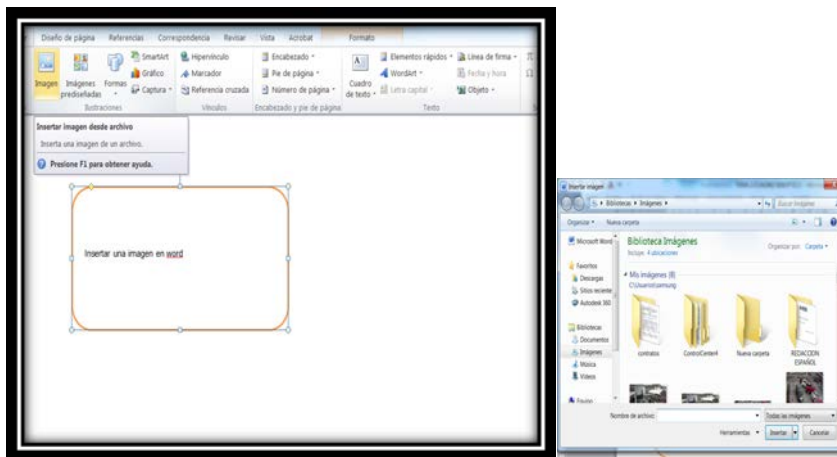 Diseño de página Referencias Correspondencia Revisar Vista Acrobat Formato
Imagen Imágenes prediseñadas Formas SmartArt Gráfico Captura
Hipervínculo Marcador Referencia cruzada
Encabezado Pie de página Número de página
Cuadro de texto Elementos rápidos WordArt Letra capital
Línea de firma Fecha y hora Objeto
Ilustraciones Vínculos Encabezado y pie de página Texto
Insertar imagen desde archivo
Inserta una imagen de un archivo.
Presione F1 para obtener ayuda.
Insertar una imagen en word
Insertar imagen
Bibliotecas Imágenes
Buscar Imágenes
Organizar Nueva carpeta
Microsoft Word
Favoritos
Descargas
Sitios recientes
Autodesk 360
Bibliotecas
Documentos
Imágenes
Música
Vídeos
Equipo
Biblioteca Imágenes
Incluye: 4 ubicaciones
Organizar por: Carpeta
Mis imágenes (8)
C:\Usuarios\samsung
contratos
ControlCenter4
Nueva carpeta
REDACCION ESPAÑOL
Nombre de archivo:
Todas las imágenes
Herramientas Insertar Cancelar